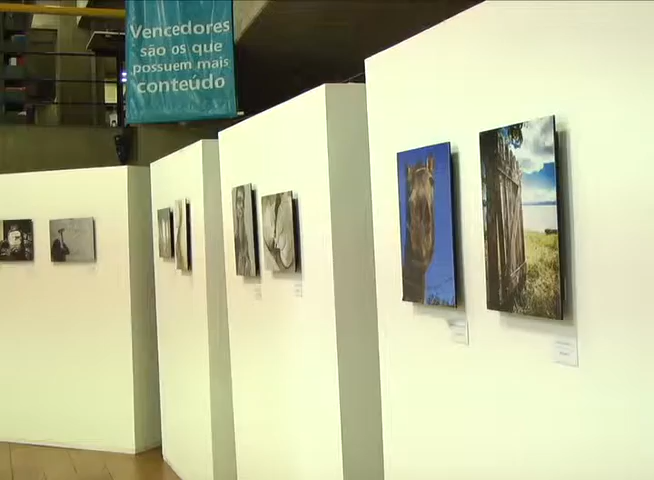 Vencedores
são os que
possuem mais
conteúdo